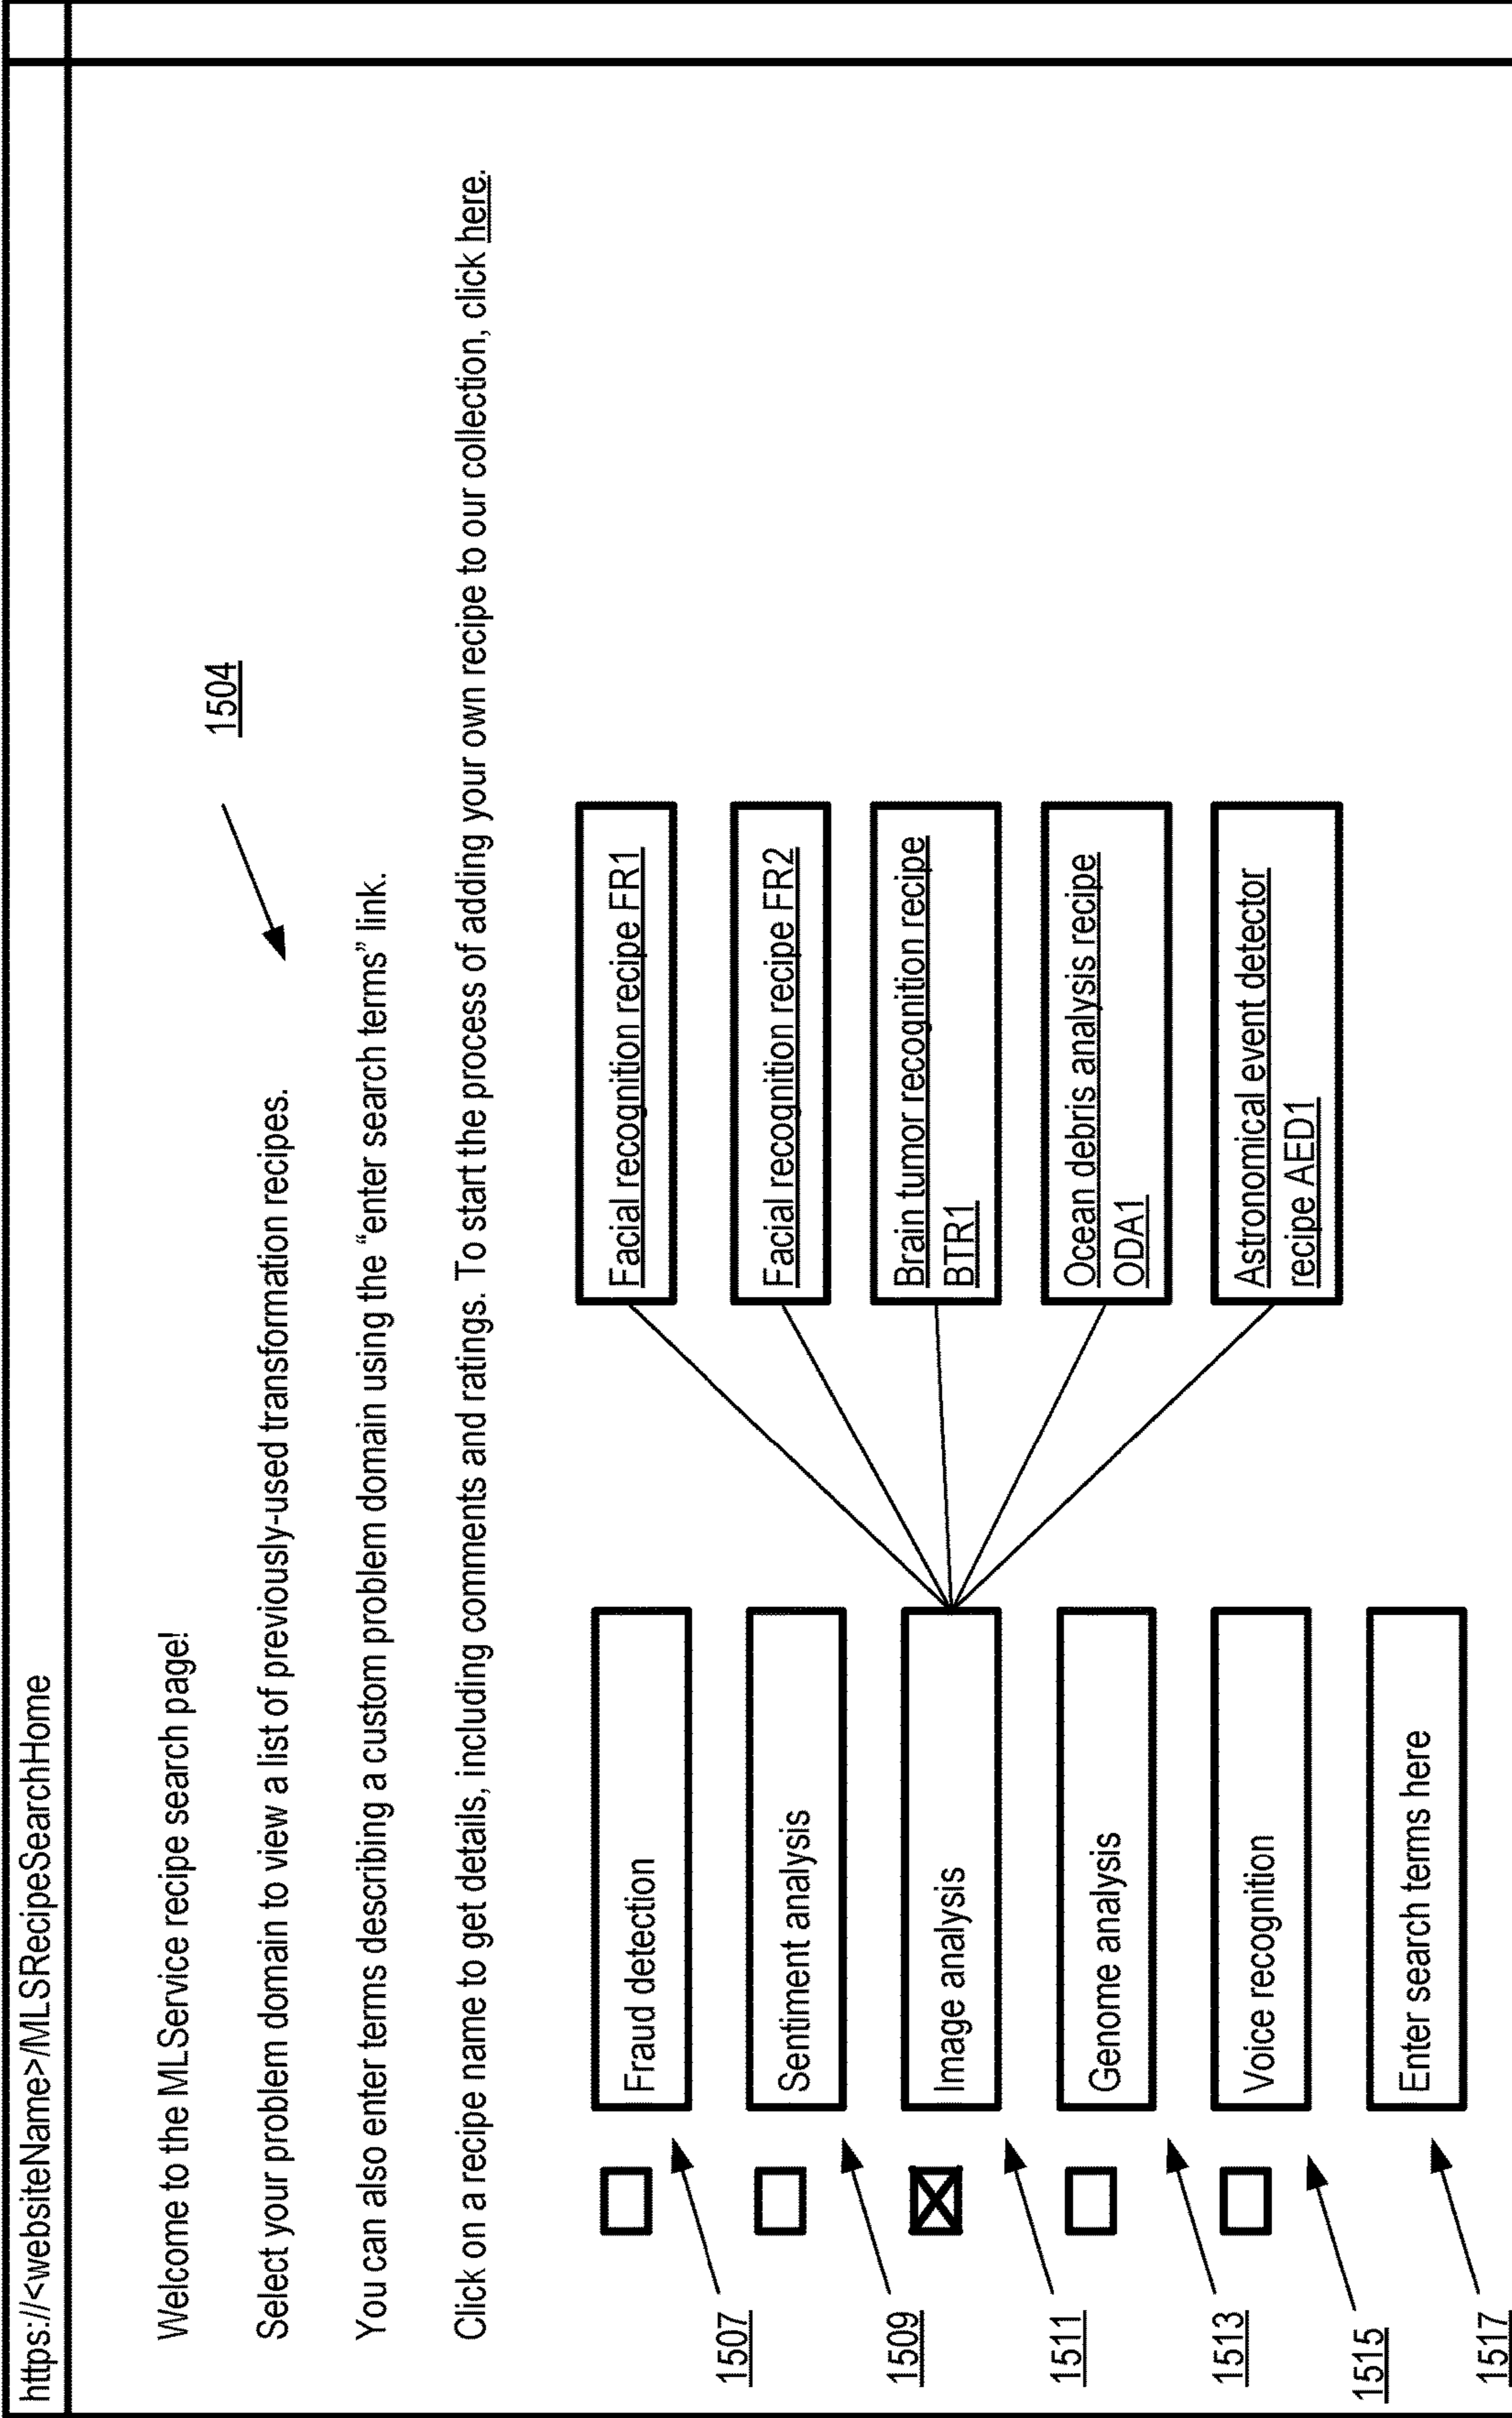 https://<websiteName>/MLSRecipeSearchHome
Welcome to the MLService recipe search page!
1504
Select your problem domain to view a list of previously-used transformation recipes.
You can also enter terms describing a custom problem domain using the “enter search terms” link.
Click on a recipe name to get details, including comments and ratings. To start the process of adding your own recipe to our collection, click here.
Fraud detection
1507
Sentiment analysis
1509
Image analysis
1511
Genome analysis
1513
Voice recognition
1515
Enter search terms here
1517
Facial recognition recipe FR1
Facial recognition recipe FR2
Brain tumor recognition recipe
BTR1
Ocean debris analysis recipe
ODA1
Astronomical event detector
recipe AED1